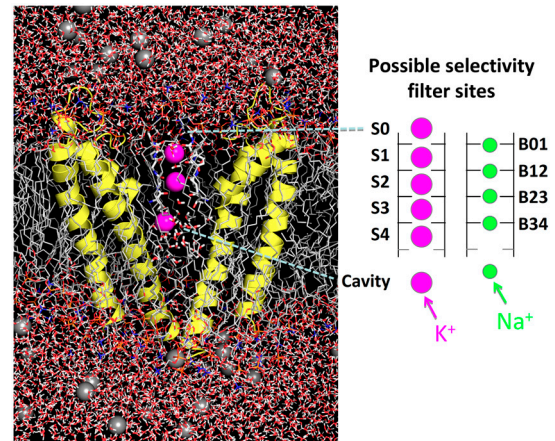 Possible selectivity
filter sites
S0
S1
S2
S3
S4
Cavity
B01
B12
B23
B34
K+
Na+